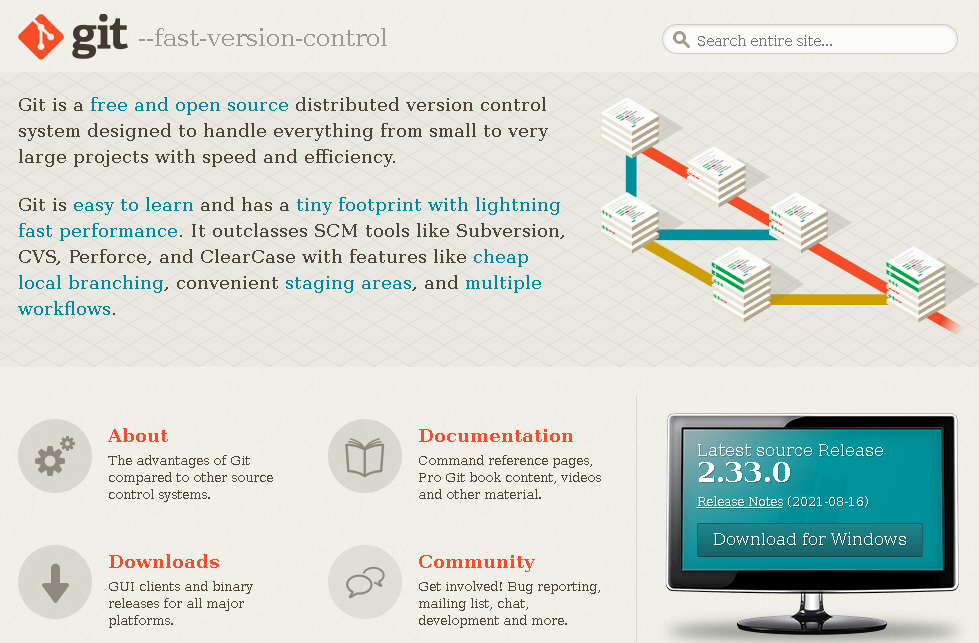 git --fast-version-control
Search entire site...
Git is a free and open source distributed version control
system designed to handle everything from small to very
large projects with speed and efficiency.
Git is easy to learn and has a tiny footprint with lightning
fast performance. It outclasses SCM tools like Subversion,
CVS, Perforce, and ClearCase with features like cheap
local branching, convenient staging areas, and multiple
workflows.
About
The advantages of Git
compared to other source
control systems.
Documentation
Command reference pages,
Pro Git book content, videos
and other material.
Downloads
GUI clients and binary
releases for all major
platforms.
Community
Get involved! Bug reporting,
mailing list, chat,
development and more.
Latest source Release
2.33.0
Release Notes (2021-08-16)
Download for Windows